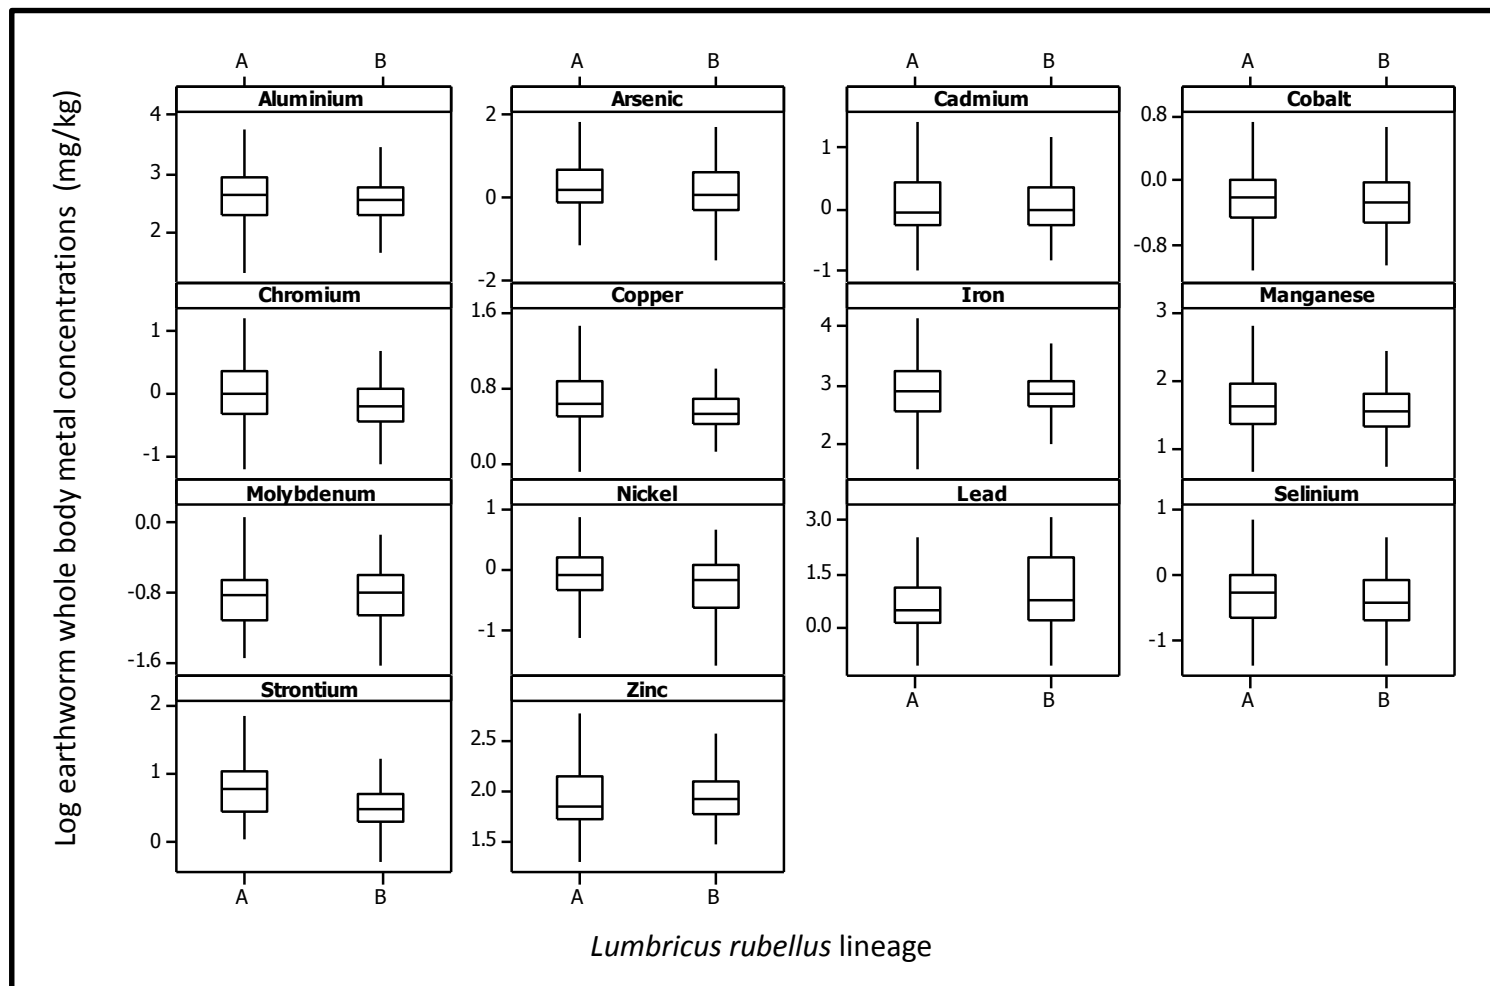 Log earthworm whole body metal concentrations (mg/kg)
A B A B A B A B
Aluminium Arsenic Cadmium Cobalt
4 3 2
2 0 -2
1 0 -1
0.8 0.0 -0.8
Chromium Copper Iron Manganese
1 0 -1
1.6 0.8 0.0
4 3 2
3 2 1
Molybdenum Nickel Lead Selinium
0.0 -0.8 -1.6
1 0 -1
3.0 1.5 0.0
1 0 -1
A B A B
Strontium Zinc
2 1 0
2.5 2.0 1.5
A B A B
Lumbricus rubellus lineage